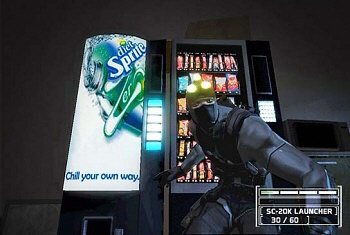 diet
Sprite
Chill your own way.
SC-20K LAUNCHER
30 / 60